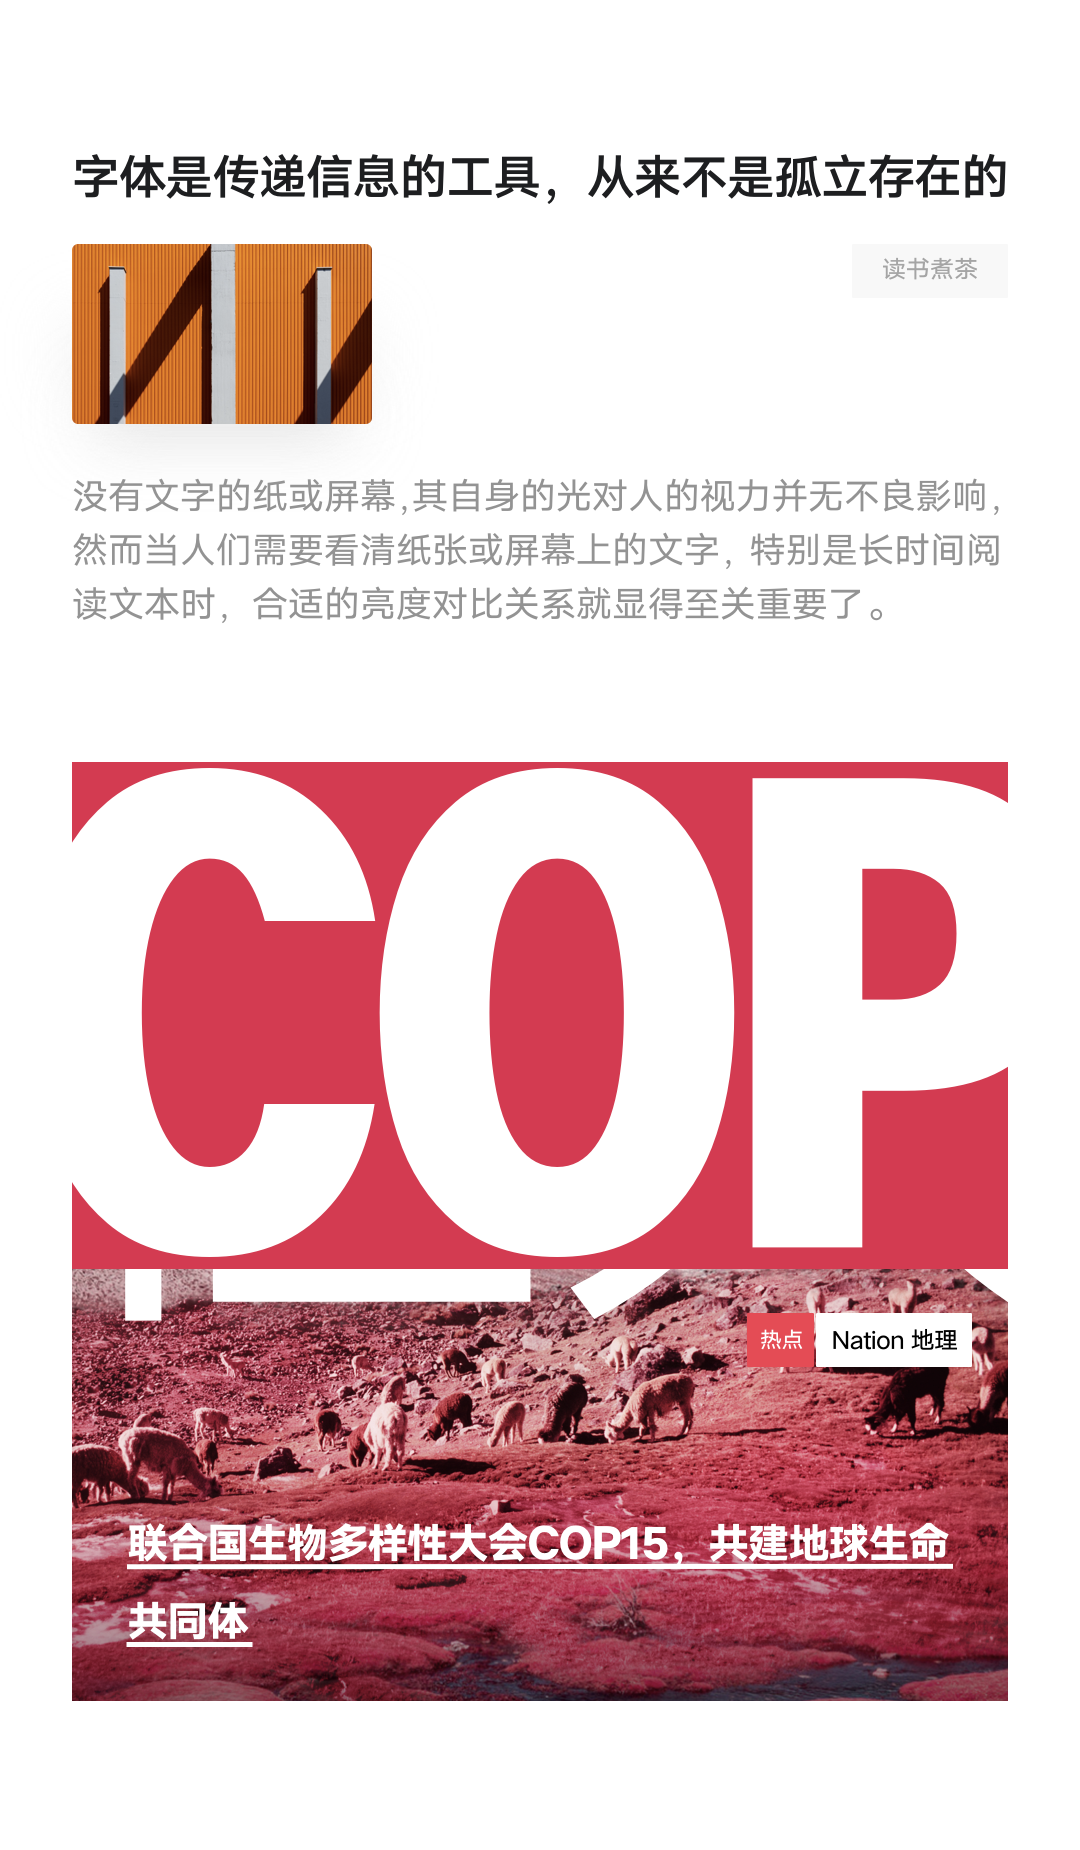 字体是传递信息的工具，从来不是孤立存在的
读书煮茶
没有文字的纸或屏幕,其自身的光对人的视力并无不良影响，
然而当人们需要看清纸张或屏幕上的文字，特别是长时间阅
读文本时，合适的亮度对比关系就显得至关重要了。
COP
热点 Nation 地理
联合国生物多样性大会COP15，共建地球生命
共同体